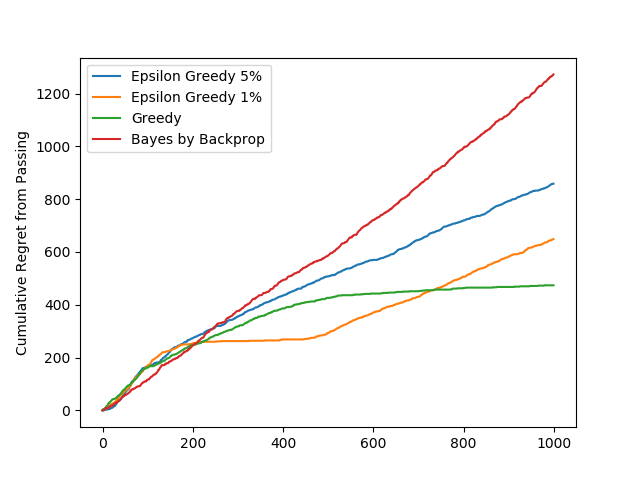 Epsilon Greedy 5%
Epsilon Greedy 1%
Greedy
Bayes by Backprop
Cumulative Regret from Passing
1200
1000
800
600
400
200
0
0 200 400 600 800 1000